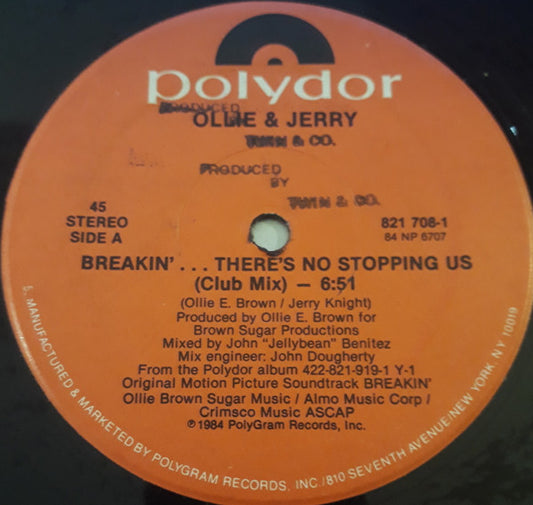 polydor
PRODUCED
OLLIE & JERRY
TWIN & CO.
PRODUCED
BY
TWIN & CO.
45
STEREO
SIDE A
821 708-1
84 NP 6707
BREAKIN' . . . THERE'S NO STOPPING US
(Club Mix) — 6:51
(Ollie E. Brown / Jerry Knight)
Produced by Ollie E. Brown for
Brown Sugar Productions
Mixed by John "Jellybean" Benitez
Mix engineer: John Dougherty
From the Polydor album 422-821-919-1 Y-1
Original Motion Picture Soundtrack BREAKIN'
Ollie Brown Sugar Music / Almo Music Corp /
Crimsco Music ASCAP
℗1984 PolyGram Records, Inc.
5. MANUFACTURED & MARKETED BY POLYGRAM RECORDS, INC./810 SEVENTH AVENUE/NEW YORK, NY 10019